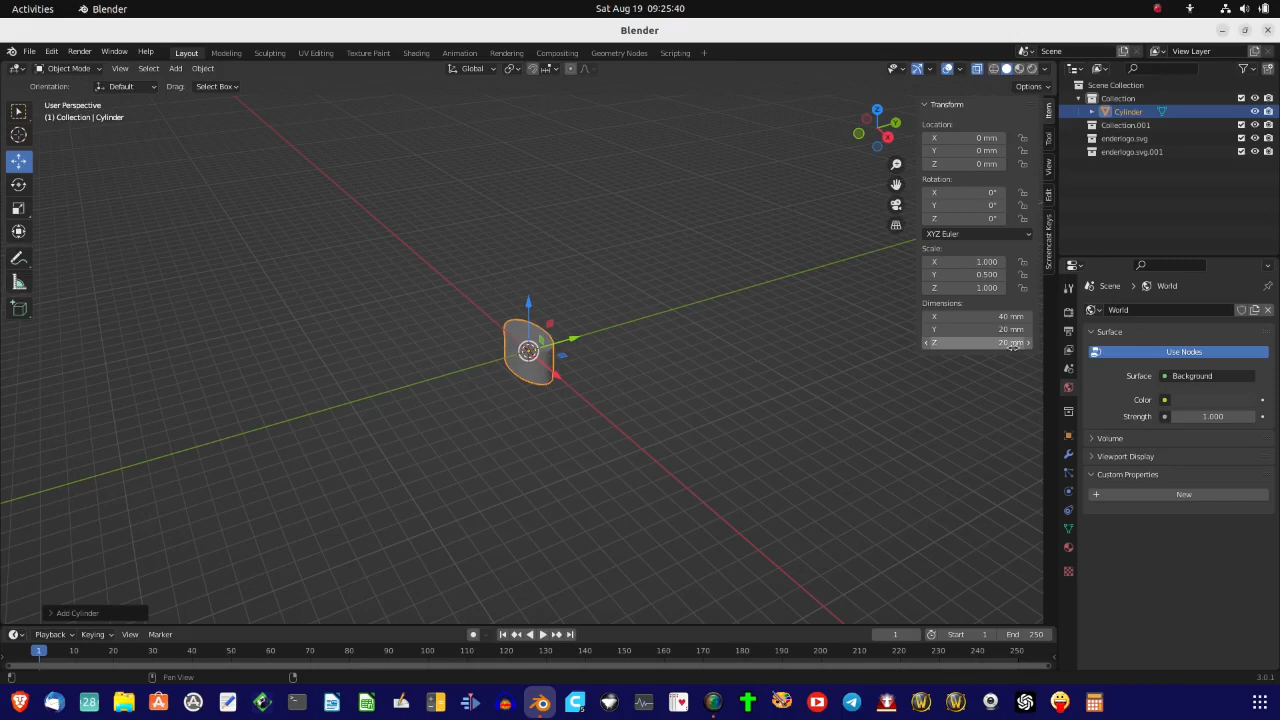 Activities Blender Sat Aug 19 09:25:40
Blender
File Edit Render Window Help Layout Modeling Sculpting UV Editing Texture Paint Shading Animation Rendering Compositing Geometry Nodes Scripting + Scene View Layer
Object Mode View Select Add Object Global
Orientation: Default Drag: Select Box Options
User Perspective
(1) Collection | Cylinder
Z
Y
X
Transform
Location:
X 0 mm
Y 0 mm
Z 0 mm
Rotation:
X 0°
Y 0°
Z 0°
XYZ Euler
Scale:
X 1.000
Y 0.500
Z 1.000
Dimensions:
X 40 mm
Y 20 mm
Z 20 mm
Item
Tool
View
Edit
Screencast Keys
Scene Collection
Collection
Cylinder
Collection.001
enderlogo.svg
enderlogo.svg.001
Scene World
World
Surface
Use Nodes
Surface Background
Color
Strength 1.000
Volume
Viewport Display
Custom Properties
New
Add Cylinder
Playback Keying View Marker 1 Start 1 End 250
1 10 20 30 40 50 60 70 80 90 100 110 120 130 140 150 160 170 180 190 200 210 220 230 240 250
Pan View 3.0.1
28